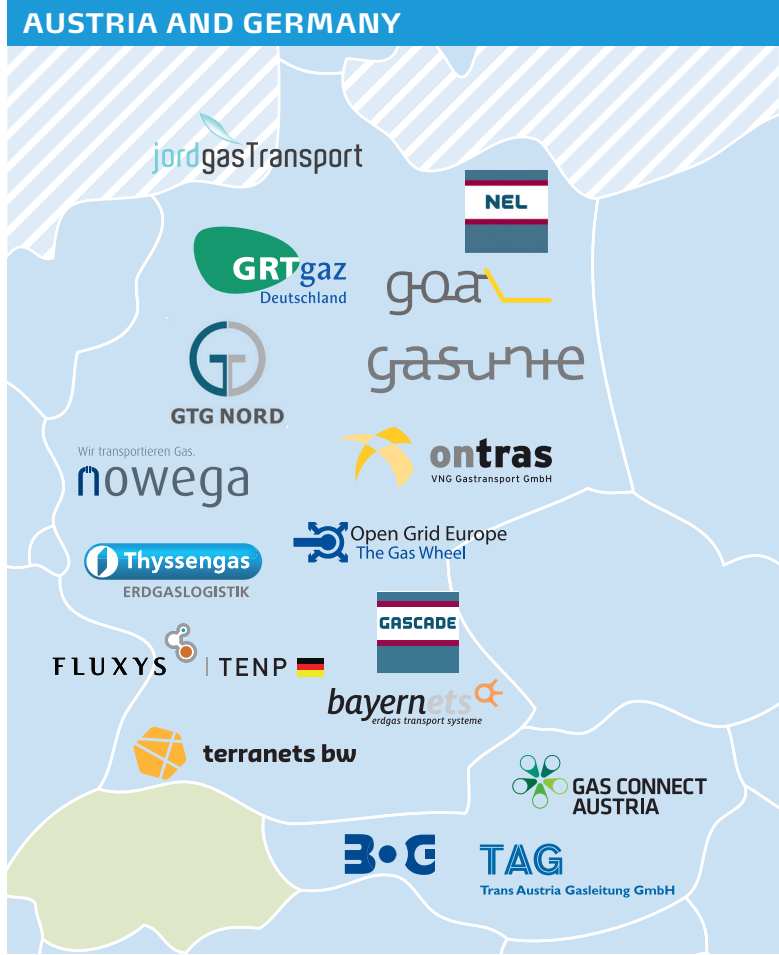 AUSTRIA AND GERMANY
jordgasTransport
NEL
GRTgaz
Deutschland
goal
gasunie
GTG NORD
Wir transportieren Gas.
nowega
ontras
VNG Gastransport GmbH
Open Grid Europe
The Gas Wheel
Thyssengas
ERDGASLOGISTIK
GASCADE
FLUXYS | TENP
bayernets
erdgas transport systeme
terranets bw
GAS CONNECT
AUSTRIA
BOG
TAG
Trans Austria Gasleitung GmbH